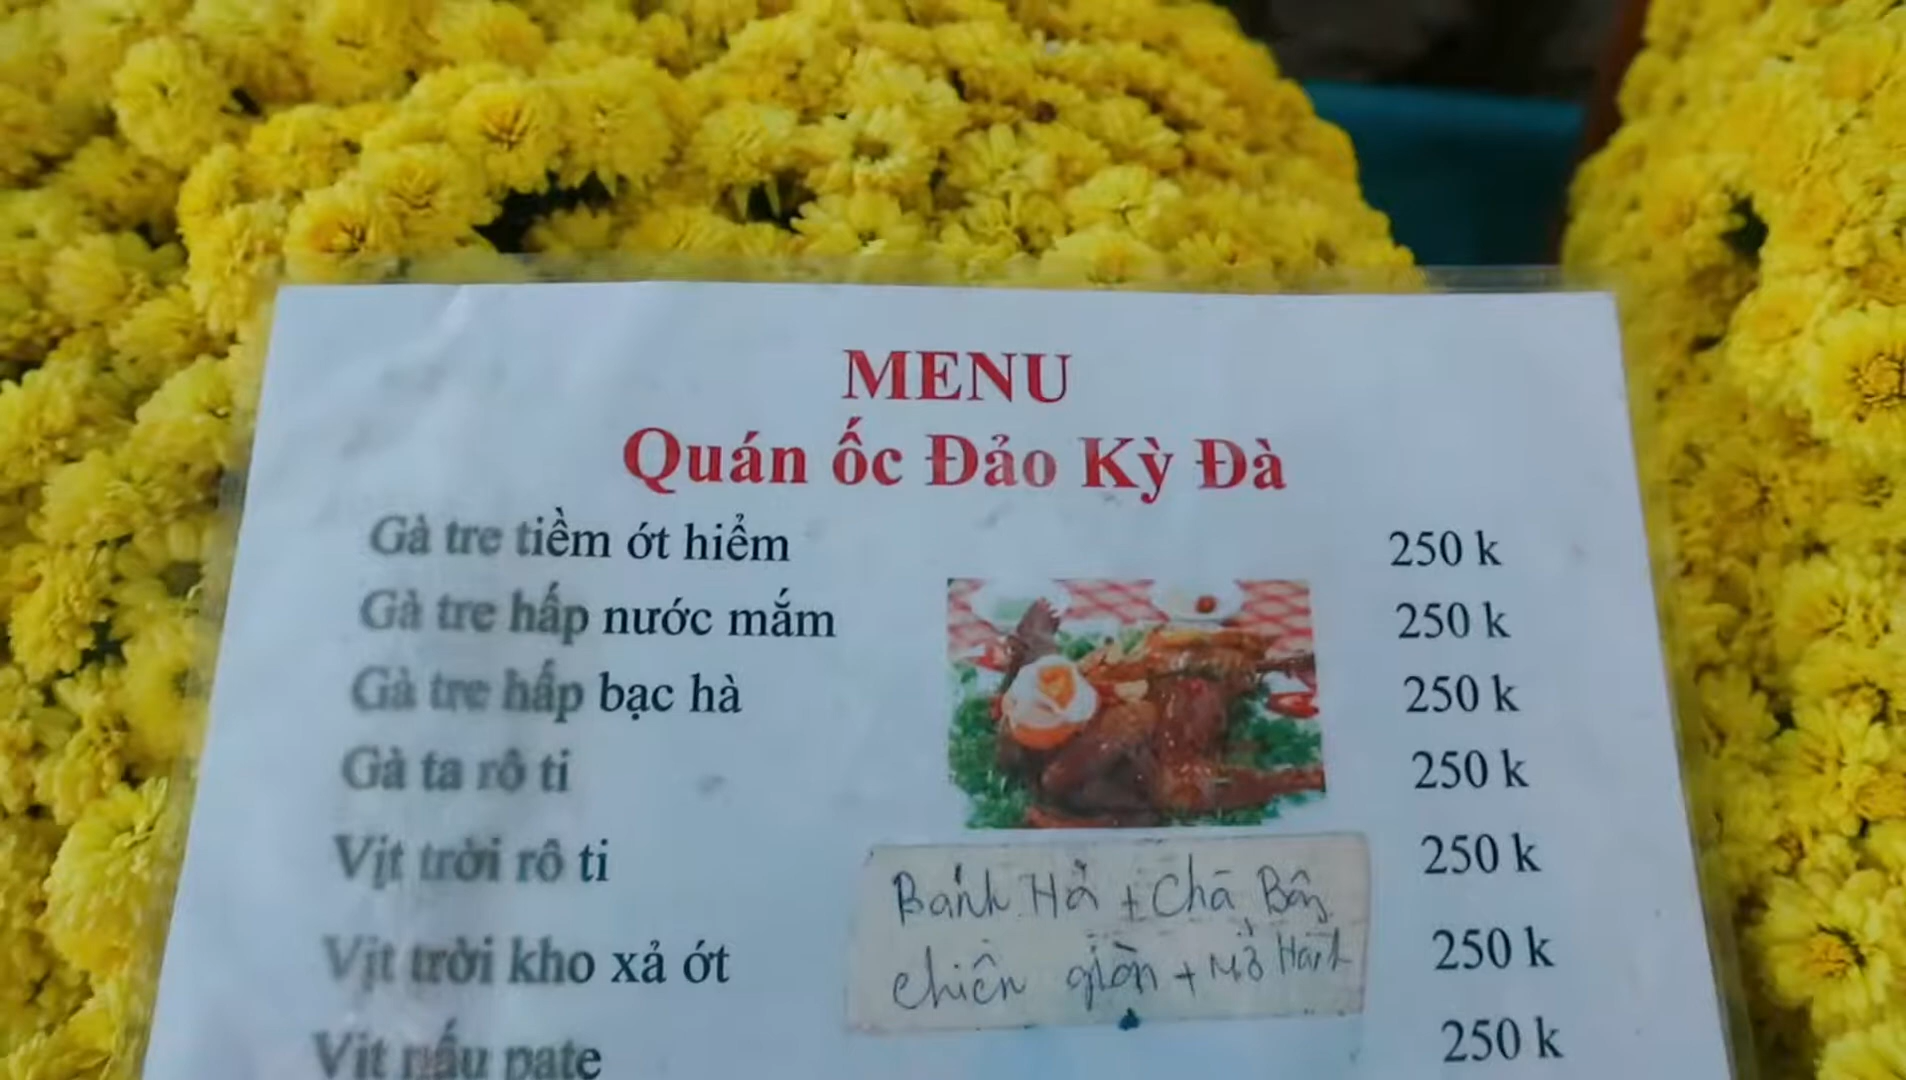 MENU
Quán ốc Đảo Kỳ Đà
Gà tre tiềm ớt hiểm 250 k
Gà tre hấp nước mắm 250 k
Gà tre hấp bạc hà 250 k
Gà ta rô ti 250 k
Vịt trời rô ti 250 k
Vịt trời kho xả ớt 250 k
Vịt nấu pate 250 k
Bánh Hỏi + Chả
chiên giòn + Mỡ Hành